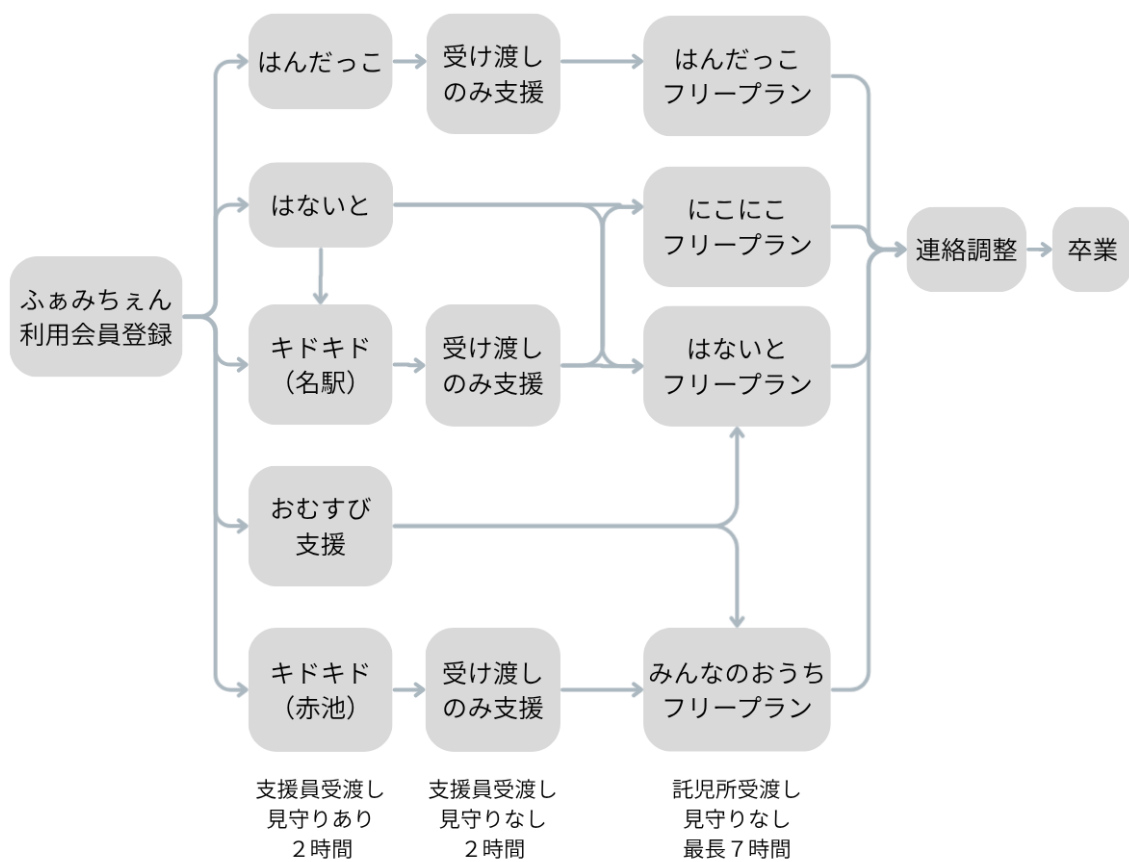 ふぁみちぇん
利用会員登録
はんだっこ
受け渡し
のみ支援
はんだっこ
フリープラン
はないと
にこにこ
フリープラン
キドキド
（名駅）
受け渡し
のみ支援
はないと
フリープラン
おむすび
支援
キドキド
（赤池）
受け渡し
のみ支援
みんなのおうち
フリープラン
連絡調整
卒業
支援員受渡し
見守りあり
２時間
支援員受渡し
見守りなし
２時間
託児所受渡し
見守りなし
最長７時間